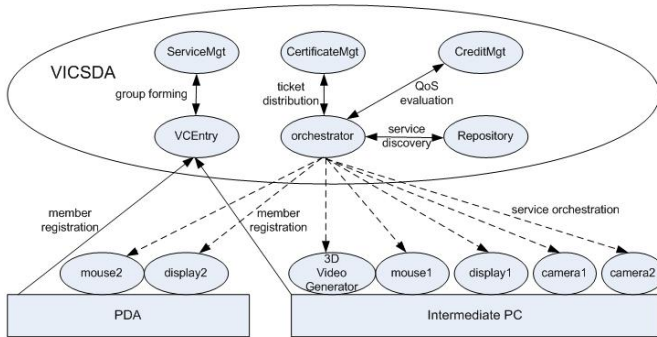 ServiceMgt
CertificateMgt
CreditMgt
VICSDA
group forming
ticket
distribution
QoS
evaluation
VCEntry
orchestrator
service
discovery
Repository
member
registration
member
registration
service orchestration
mouse2
display2
3D
Video
Generator
mouse1
display1
camera1
camera2
PDA
Intermediate PC